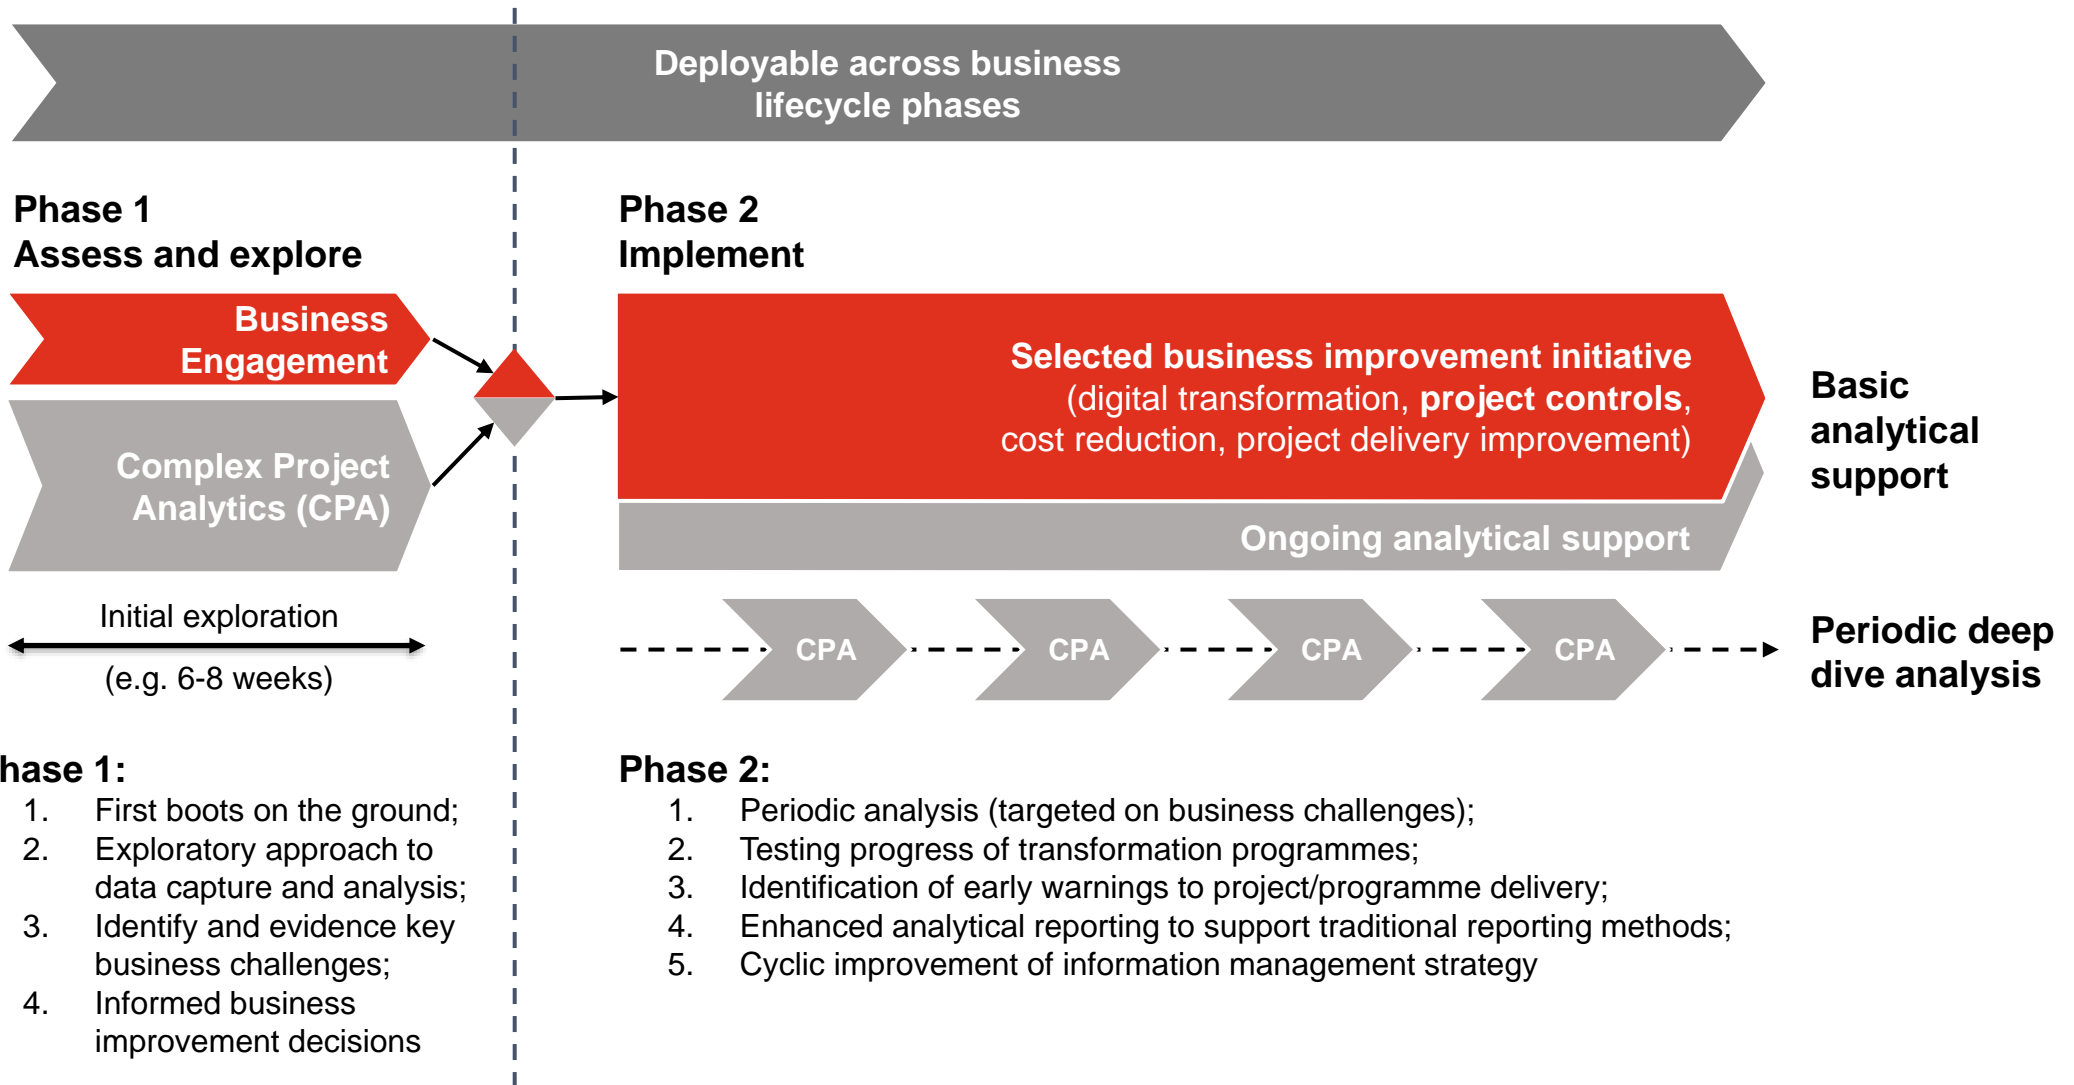 Deployable across business
lifecycle phases
Phase 1
Assess and explore
Business
Engagement
Complex Project
Analytics (CPA)
Initial exploration
(e.g. 6-8 weeks)
Phase 2
Implement
Selected business improvement initiative
(digital transformation, project controls,
cost reduction, project delivery improvement)
Ongoing analytical support
Basic
analytical
support
CPA
CPA
CPA
CPA
Periodic deep
dive analysis
hase 1:
1. First boots on the ground;
2. Exploratory approach to
data capture and analysis;
3. Identify and evidence key
business challenges;
4. Informed business
improvement decisions
Phase 2:
1. Periodic analysis (targeted on business challenges);
2. Testing progress of transformation programmes;
3. Identification of early warnings to project/programme delivery;
4. Enhanced analytical reporting to support traditional reporting methods;
5. Cyclic improvement of information management strategy